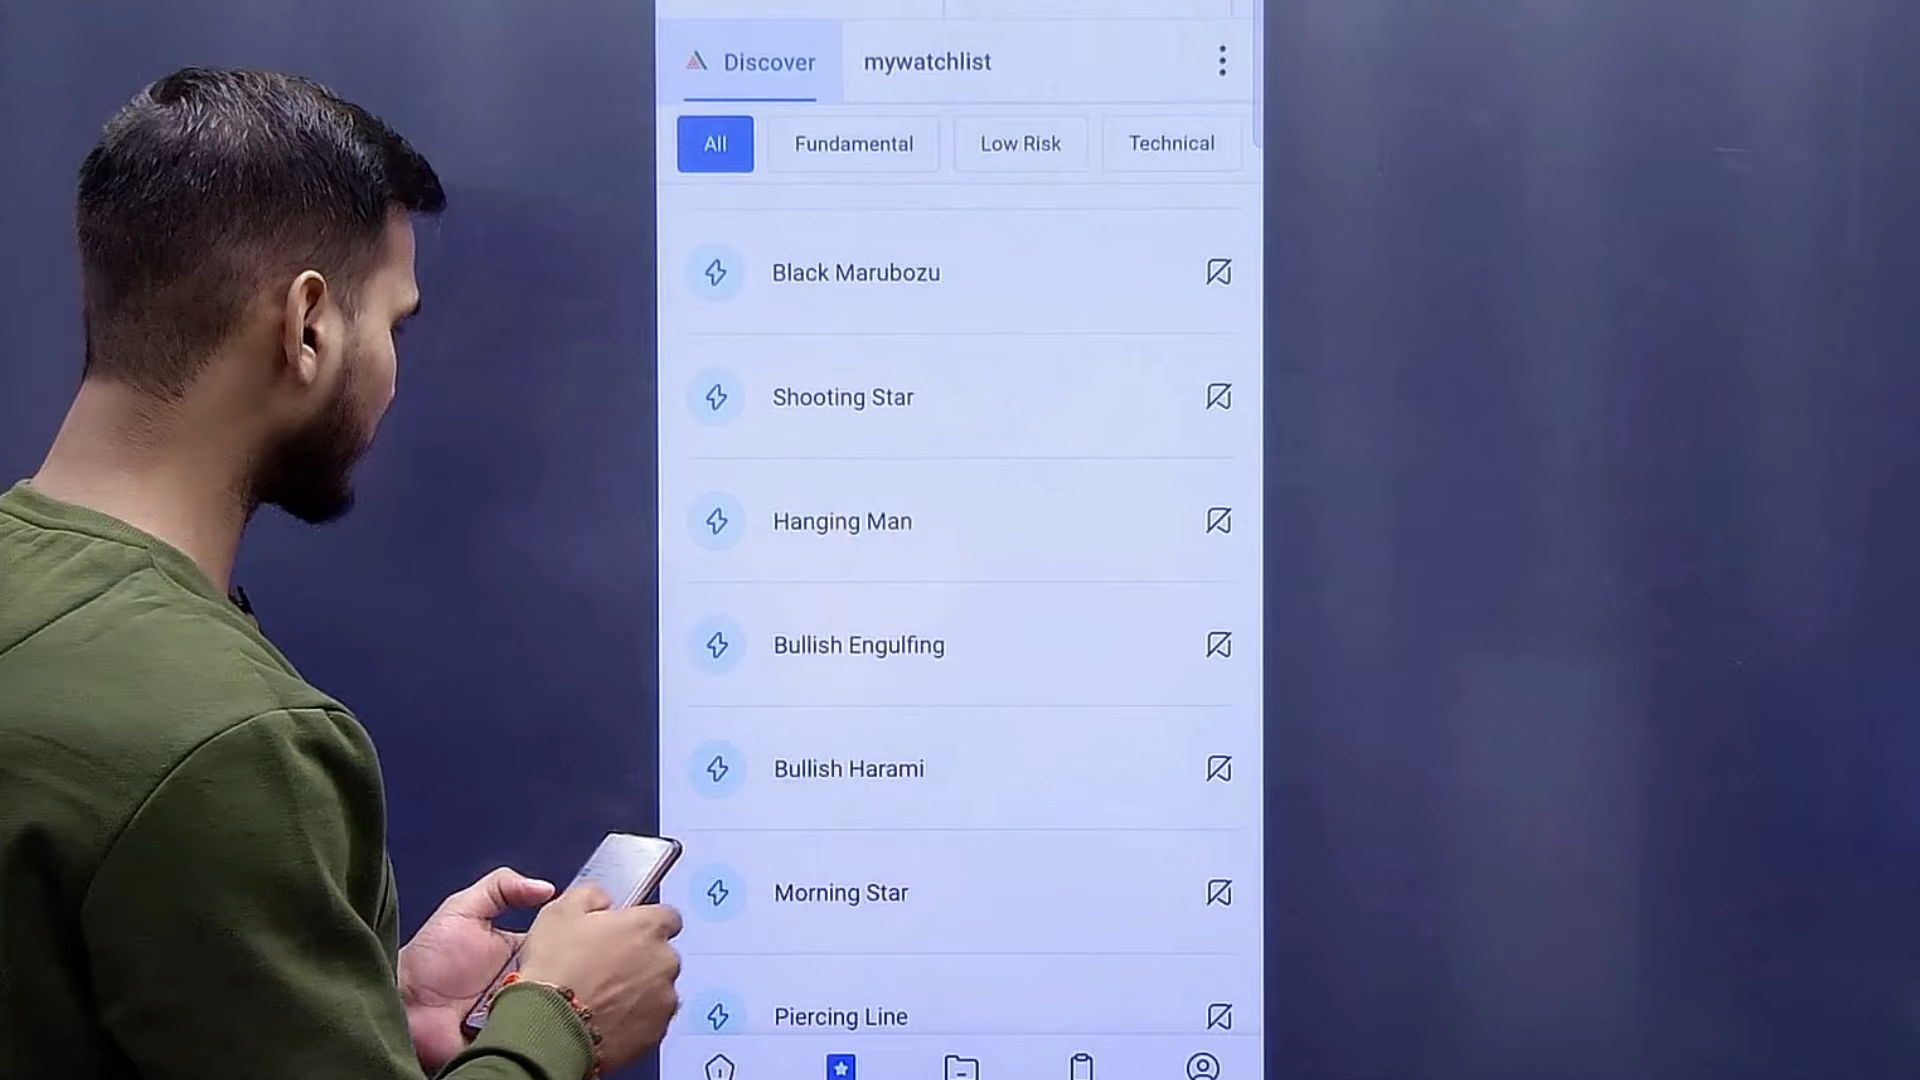 Discover
mywatchlist
All
Fundamental
Low Risk
Technical
Black Marubozu
Shooting Star
Hanging Man
Bullish Engulfing
Bullish Harami
Morning Star
Piercing Line